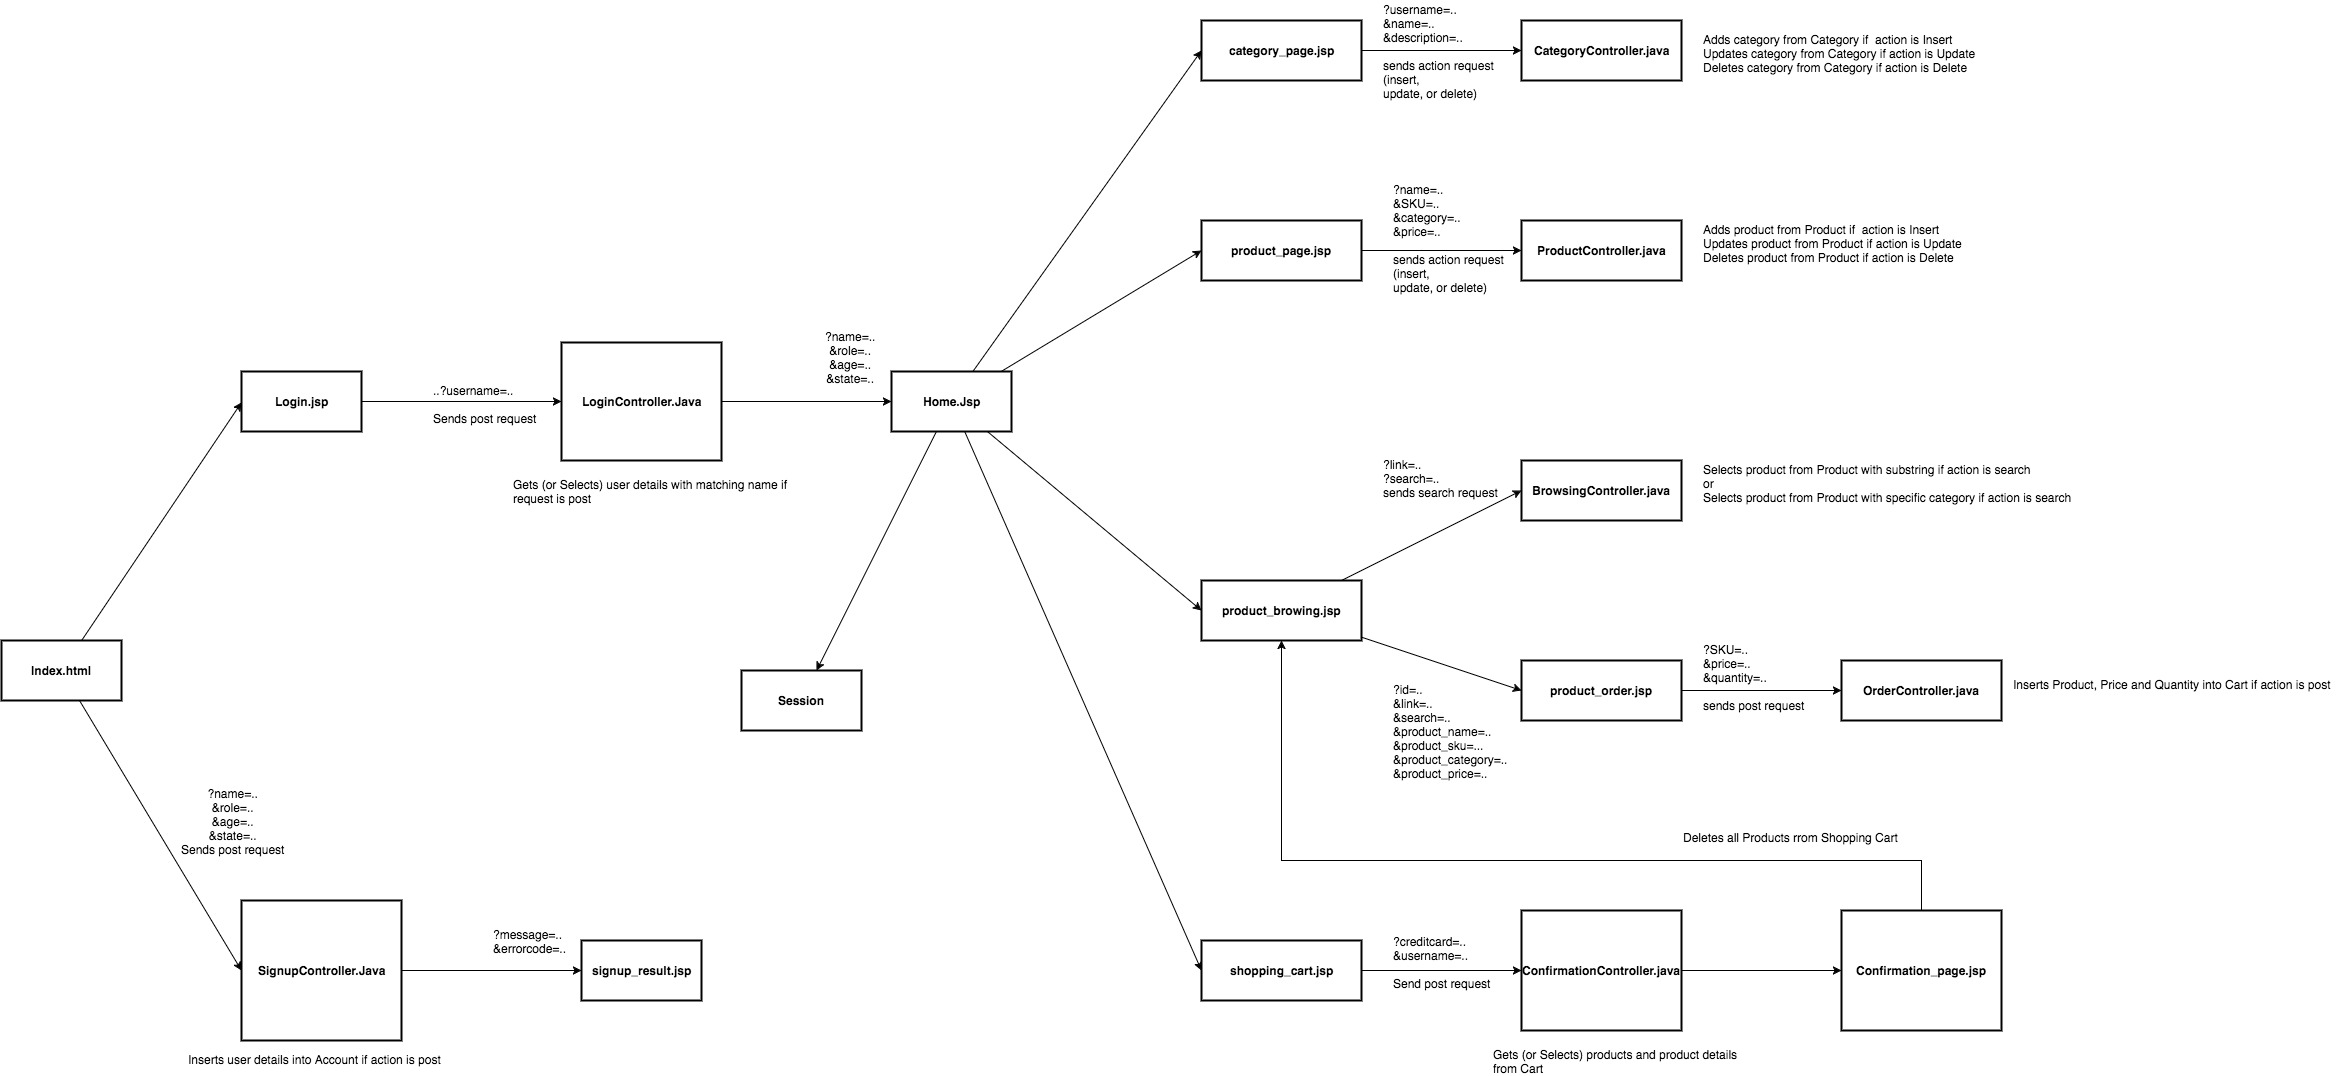 ?username=..
&name=..
&description=..
category_page.jsp
CategoryController.java
sends action request
(insert,
update, or delete)
Adds category from Category if  action is Insert
Updates category from Category if action is Update
Deletes category from Category if action is Delete
?name=..
&SKU=..
&category=..
&price=..
product_page.jsp
ProductController.java
sends action request
(insert,
update, or delete)
Adds product from Product if  action is Insert
Updates product from Product if action is Update
Deletes product from Product if action is Delete
Login.jsp
..?username=..
Sends post request
LoginController.Java
Gets (or Selects) user details with matching name if
request is post
?name=..
&role=..
&age=..
&state=..
Home.Jsp
?link=..
?search=..
sends search request
BrowsingController.java
Selects product from Product with substring if action is search
or
Selects product from Product with specific category if action is search
product_browing.jsp
Index.html
Session
?id=..
&link=..
&search=..
&product_name=..
&product_sku=...
&product_category=..
&product_price=..
product_order.jsp
?SKU=..
&price=..
&quantity=..
sends post request
OrderController.java
Inserts Product, Price and Quantity into Cart if action is post
?name=..
&role=..
&age=..
&state=..
Sends post request
Deletes all Products rrom Shopping Cart
SignupController.Java
Inserts user details into Account if action is post
?message=..
&errorcode=..
signup_result.jsp
shopping_cart.jsp
?creditcard=..
&username=..
Send post request
ConfirmationController.java
Gets (or Selects) products and product details
from Cart
Confirmation_page.jsp